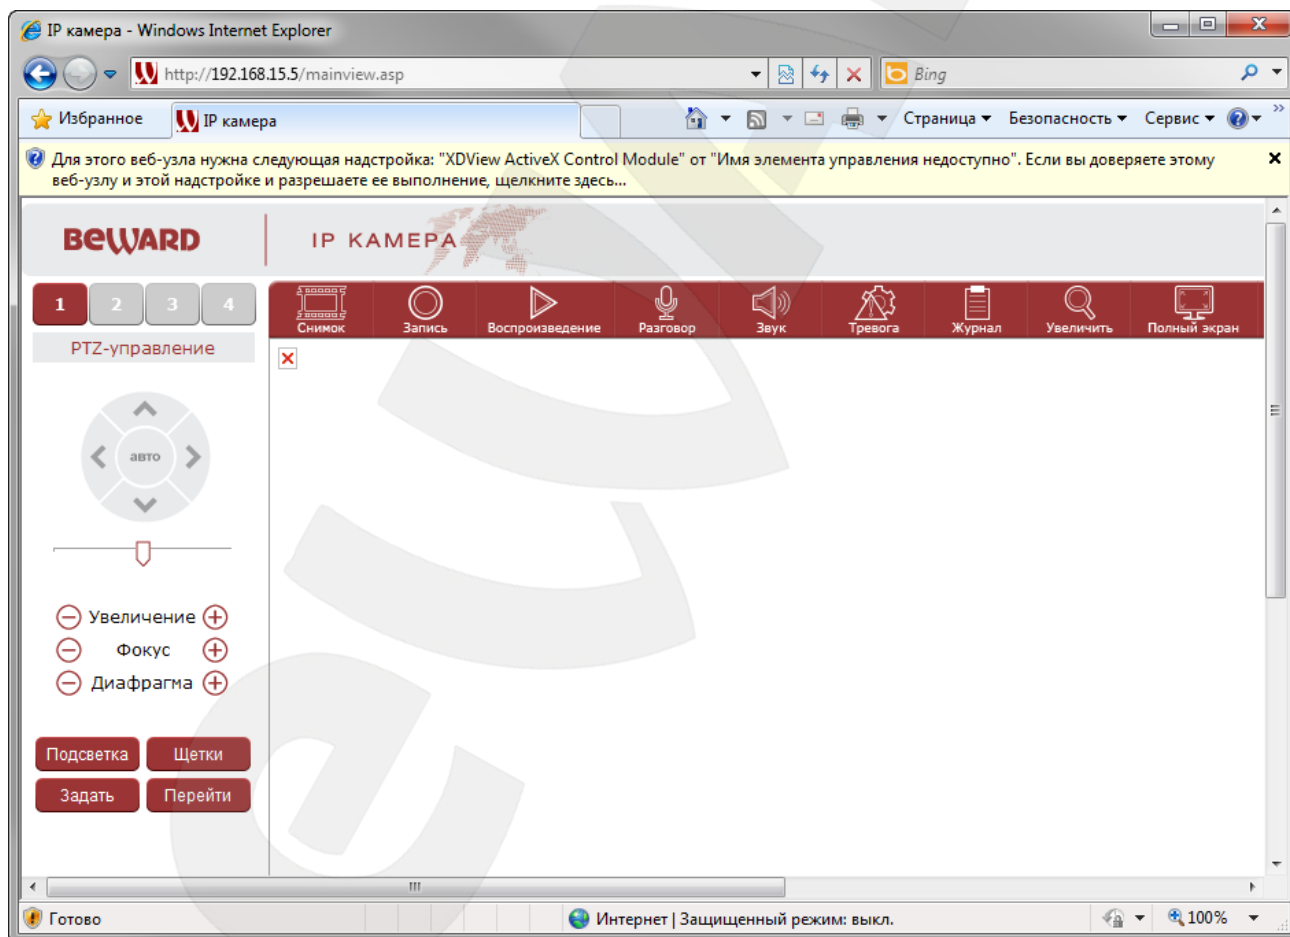 IP камера - Windows Internet Explorer
http://192.168.15.5/mainview.asp
Bing
Избранное
IP камера
Страница
Безопасность
Сервис
Для этого веб-узла нужна следующая надстройка: "XDView ActiveX Control Module" от "Имя элемента управления недоступно". Если вы доверяете этому
веб-узлу и этой надстройке и разрешаете ее выполнение, щелкните здесь...
BEWARD
IP КАМЕРА
1 2 3 4
Снимок
Запись
Воспроизведение
Разговор
Звук
Тревога
Журнал
Увеличить
Полный экран
PTZ-управление
авто
Увеличение
Фокус
Диафрагма
Подсветка
Щетки
Задать
Перейти
Готово
Интернет | Защищенный режим: выкл.
100%